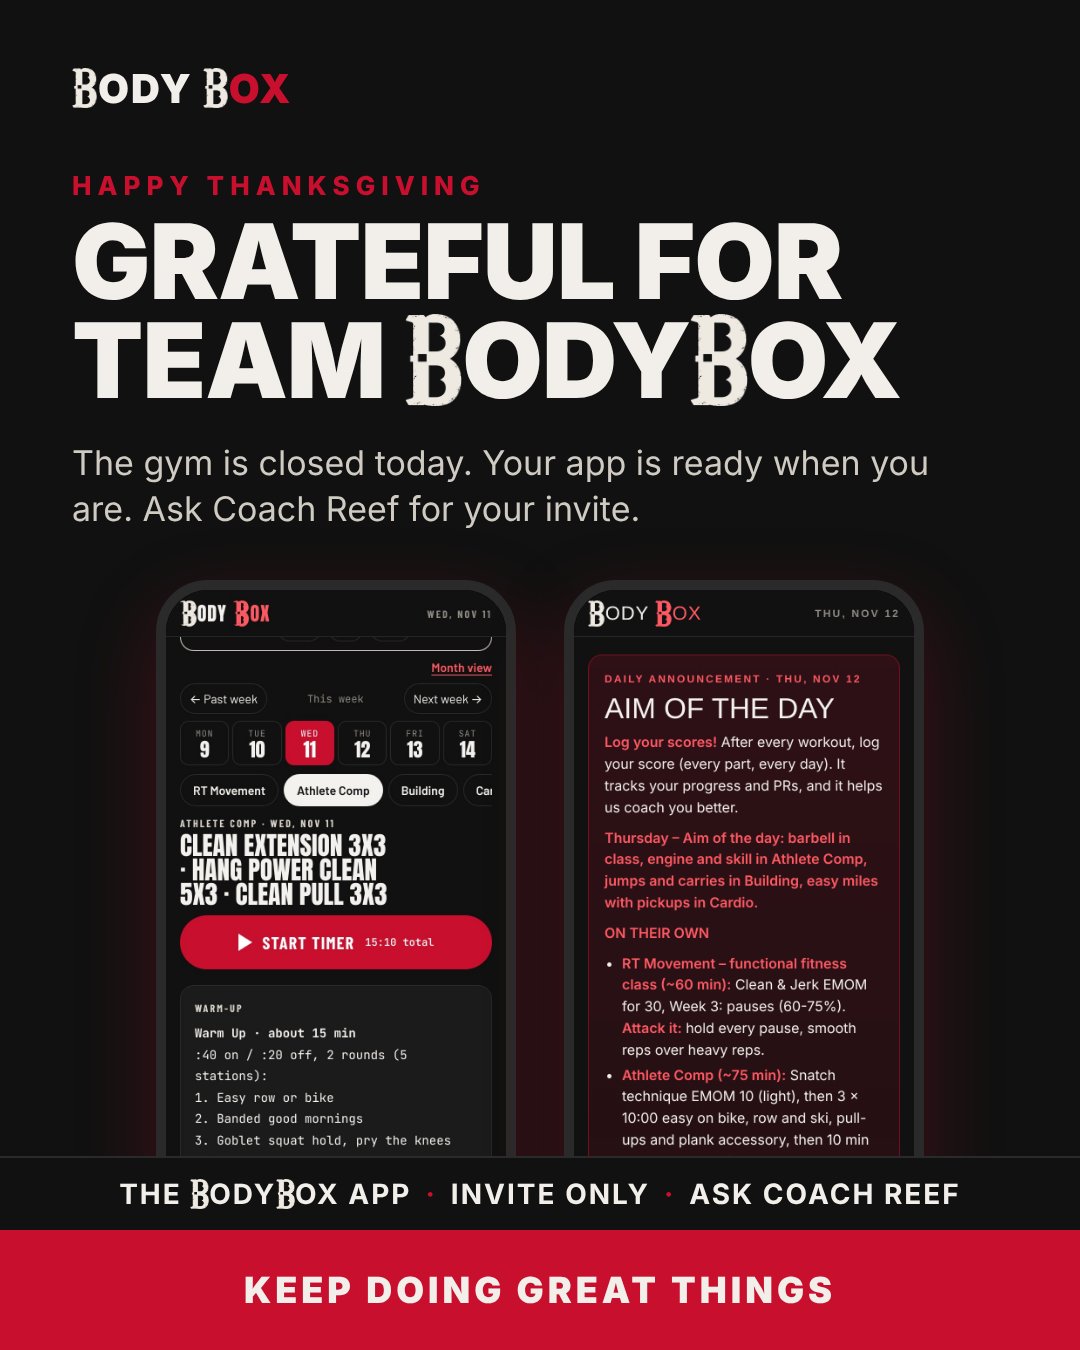 BODY BOX
HAPPY THANKSGIVING
GRATEFUL FOR
TEAM BODYBOX
The gym is closed today. Your app is ready when you
are. Ask Coach Reef for your invite.
BODY BOX
WED, NOV 11
Month view
← Past week
This week
Next week →
MON
9
TUE
10
WED
11
THU
12
FRI
13
SAT
14
RT Movement
Athlete Comp
Building
ATHLETE COMP · WED, NOV 11
CLEAN EXTENSION 3X3
· HANG POWER CLEAN
5X3 · CLEAN PULL 3X3
START TIMER 15:10 total
WARM-UP
Warm Up · about 15 min
:40 on / :20 off, 2 rounds (5
stations):
1. Easy row or bike
2. Banded good mornings
3. Goblet squat hold, pry the knees
BODY BOX
THU, NOV 12
DAILY ANNOUNCEMENT · THU, NOV 12
AIM OF THE DAY
Log your scores! After every workout, log
your score (every part, every day). It
tracks your progress and PRs, and it helps
us coach you better.
Thursday – Aim of the day: barbell in
class, engine and skill in Athlete Comp,
jumps and carries in Building, easy miles
with pickups in Cardio.
ON THEIR OWN
• RT Movement – functional fitness
class (~60 min): Clean & Jerk EMOM
for 30, Week 3: pauses (60-75%).
Attack it: hold every pause, smooth
reps over heavy reps.
• Athlete Comp (~75 min): Snatch
technique EMOM 10 (light), then 3 ×
10:00 easy on bike, row and ski, pull-
ups and plank accessory, then 10 min
THE BODYBOX APP · INVITE ONLY · ASK COACH REEF
KEEP DOING GREAT THINGS